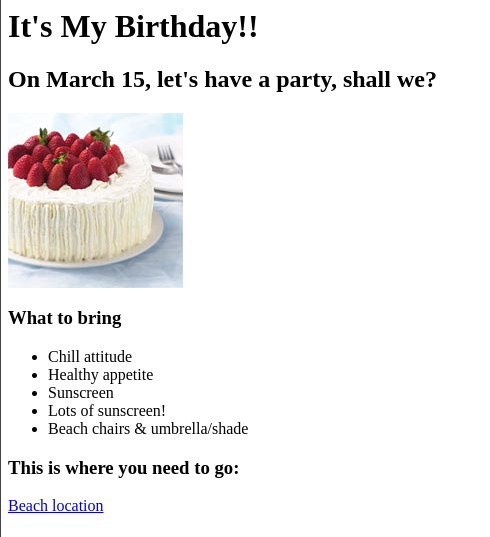 It's My Birthday!!
On March 15, let's have a party, shall we?
What to bring
• Chill attitude
• Healthy appetite
• Sunscreen
• Lots of sunscreen!
• Beach chairs & umbrella/shade
This is where you need to go:
Beach location